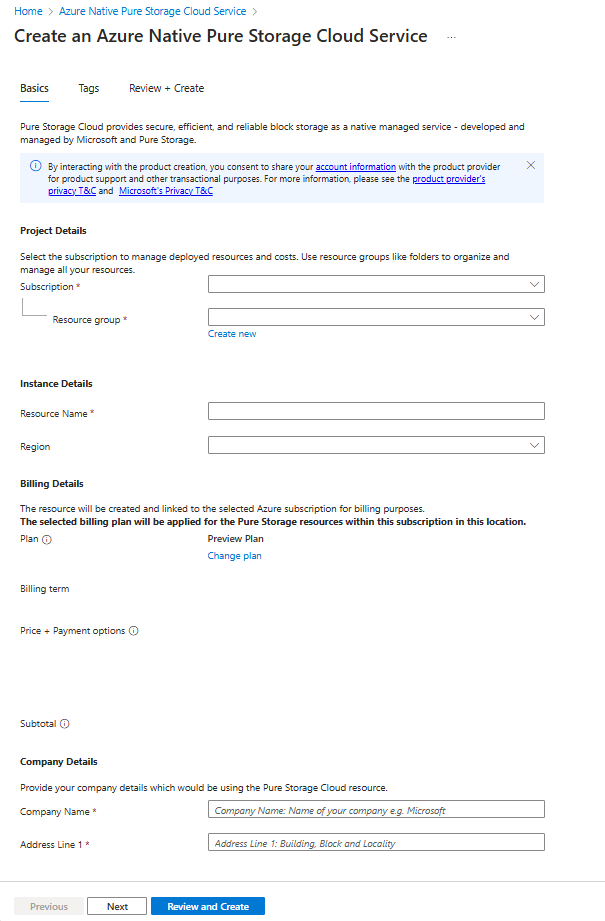 Home > Azure Native Pure Storage Cloud Service >
Create an Azure Native Pure Storage Cloud Service ...
Basics Tags Review + Create
Pure Storage Cloud provides secure, efficient, and reliable block storage as a native managed service - developed and
managed by Microsoft and Pure Storage.
By interacting with the product creation, you consent to share your account information with the product provider
for product support and other transactional purposes. For more information, please see the product provider's
privacy T&C and Microsoft's Privacy T&C
Project Details
Select the subscription to manage deployed resources and costs. Use resource groups like folders to organize and
manage all your resources.
Subscription *
Resource group *
Create new
Instance Details
Resource Name *
Region
Billing Details
The resource will be created and linked to the selected Azure subscription for billing purposes.
The selected billing plan will be applied for the Pure Storage resources within this subscription in this location.
Plan Preview Plan
Change plan
Billing term
Price + Payment options
Subtotal
Company Details
Provide your company details which would be using the Pure Storage Cloud resource.
Company Name * Company Name: Name of your company e.g. Microsoft
Address Line 1 * Address Line 1: Building, Block and Locality
Previous Next Review and Create